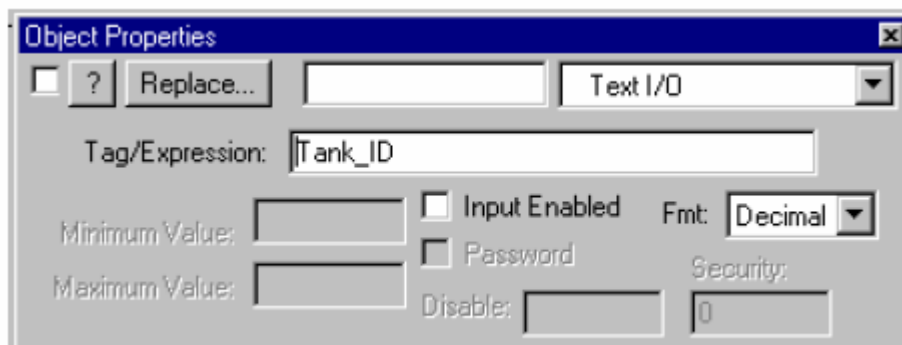 Object Properties
? Replace... Text I/O
Tag/Expression: Tank_ID
Input Enabled Fmt: Decimal
Minimum Value:
Password
Security:
Maximum Value:
Disable: 0